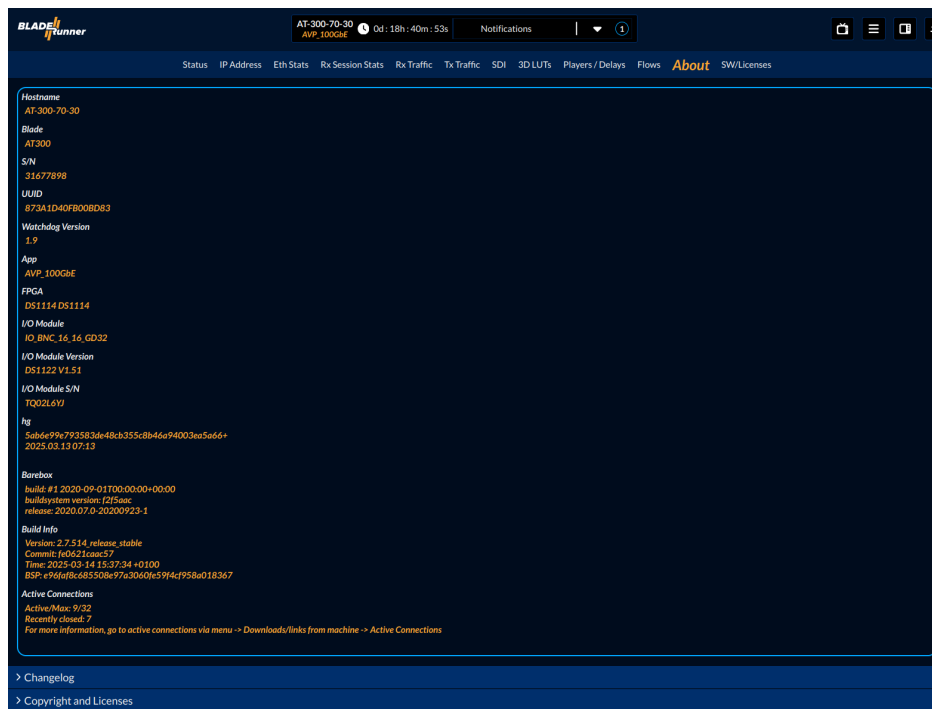 BLADE
runner
AT-300-70-30
AVP_100GbE
0d : 18h : 40m : 53s
Notifications
1
Status IP Address Eth Stats Rx Session Stats Rx Traffic Tx Traffic SDI 3D LUTs Players / Delays Flows About SW/Licenses
Hostname
AT-300-70-30
Blade
AT300
S/N
31677898
UUID
873A1D40FB00BD83
Watchdog Version
1.9
App
AVP_100GbE
FPGA
DS1114 DS1114
I/O Module
IO_BNC_16_16_GD32
I/O Module Version
DS1122 V1.51
I/O Module S/N
TQ02L6YJ
hg
5ab6e99e793583de48cb355c8b46a94003ea5a66+
2025.03.13 07:13
Barebox
build: #1 2020-09-01T00:00:00+00:00
buildsystem version: f2f5aac
release: 2020.07.0-20200923-1
Build Info
Version: 2.7.514_release_stable
Commit: fe0621caac57
Time: 2025-03-14 15:37:34 +0100
BSP: e96faf8c685508e97a3060fe59f4cf958a018367
Active Connections
Active/Max: 9/32
Recently closed: 7
For more information, go to active connections via menu -> Downloads/links from machine -> Active Connections
Changelog
Copyright and Licenses